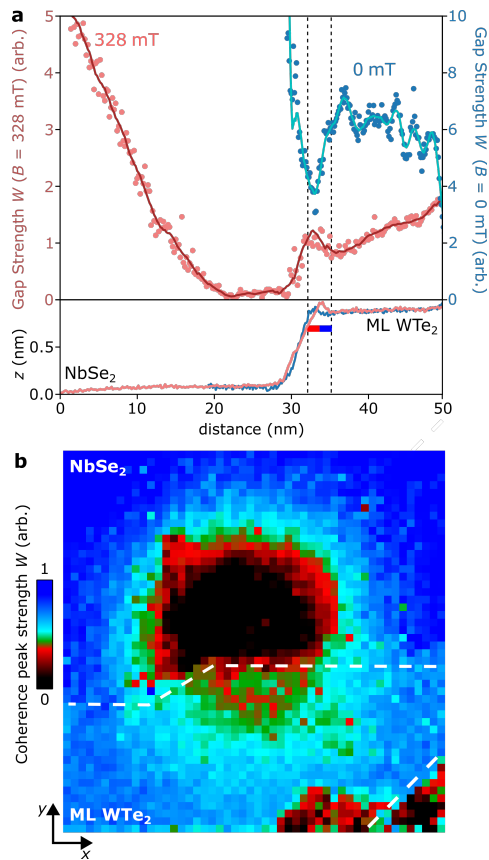 a
Gap Strength W (B = 328 mT) (arb.)
5
4
3
2
1
0
328 mT
0 mT
10
8
6
4
2
0
Gap Strength W (B = 0 mT) (arb.)
z (nm)
0.5
0.0
NbSe₂
ML WTe₂
0 10 20 30 40 50
distance (nm)
b
NbSe₂
Coherence peak strength W (arb.)
1
0
y
x
ML WTe₂